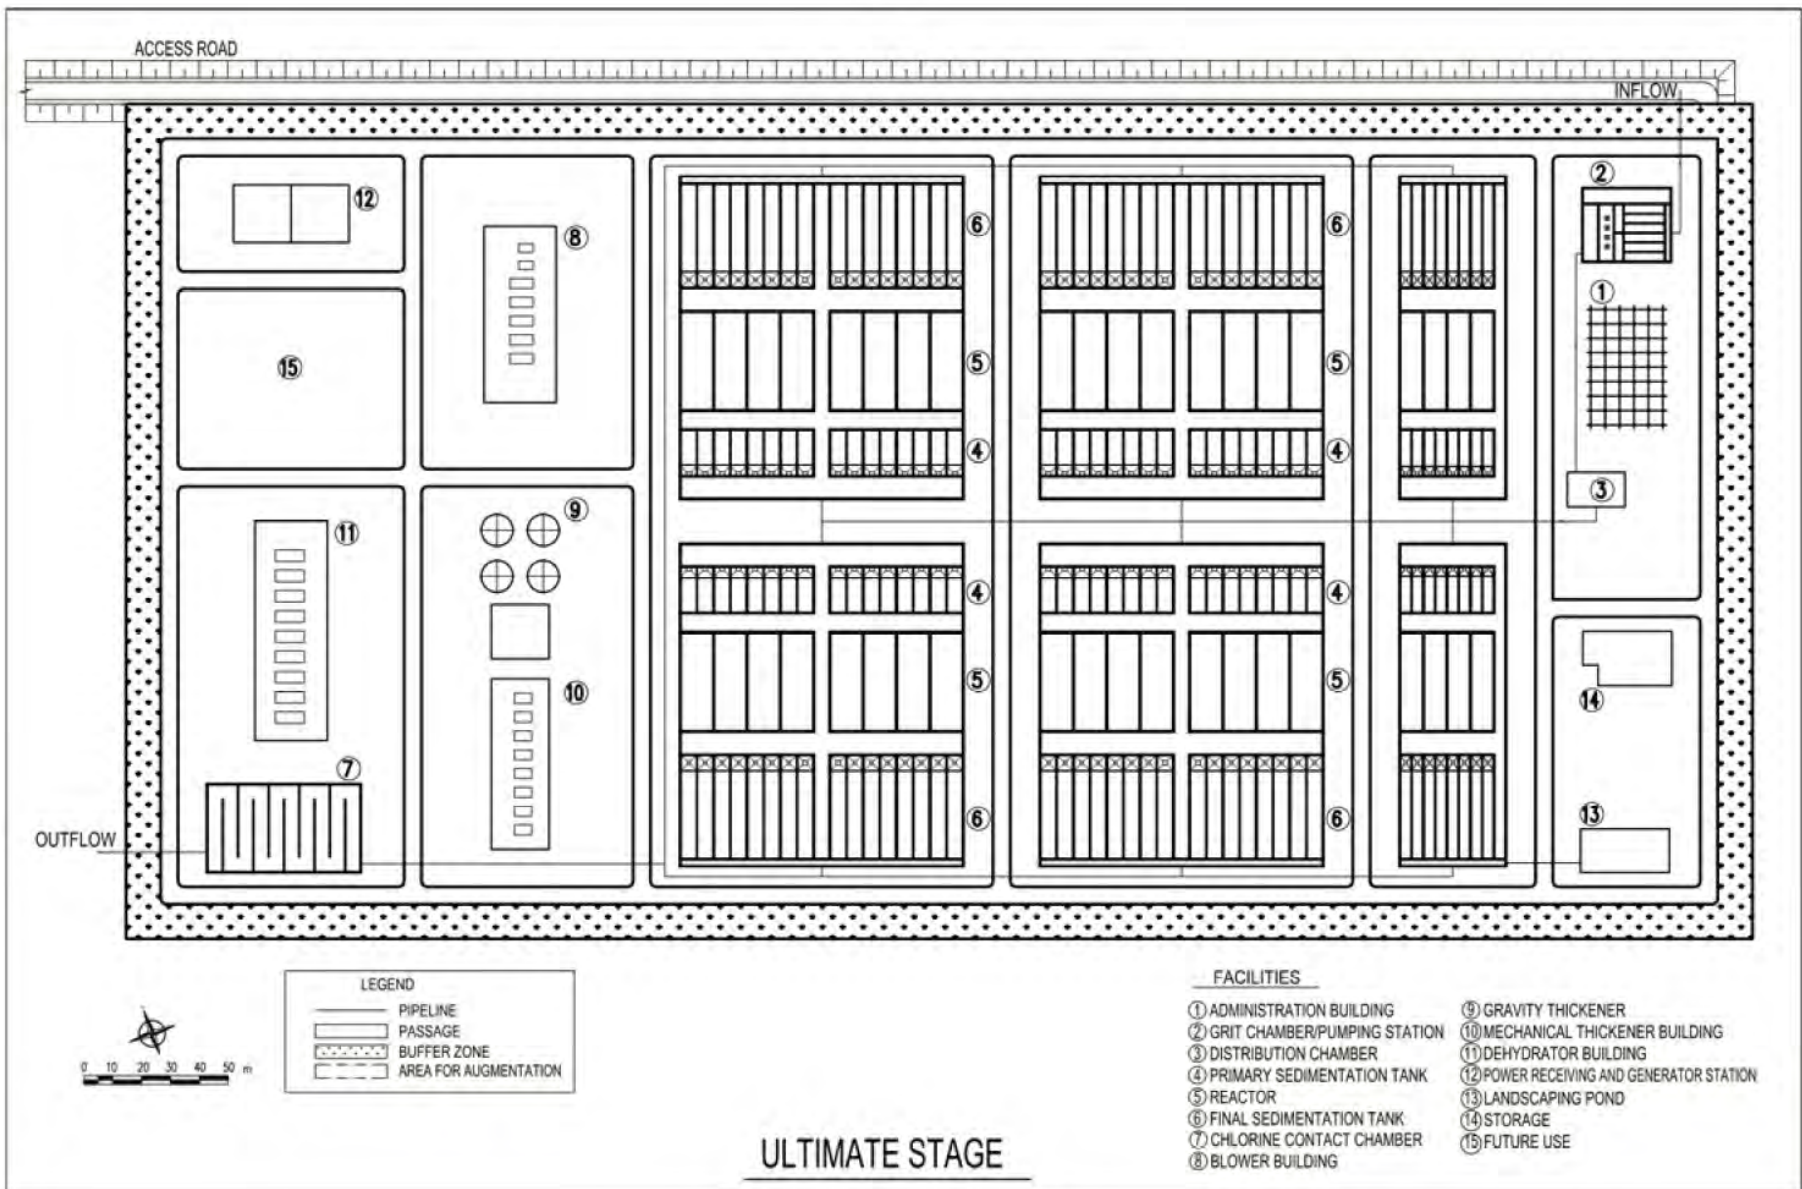 ACCESS ROAD
INFLOW
② 
⑫
⑥ ⑥
⑧
①
⑤ ⑤
⑮
④ ④
③
⑨
⑪
④ ④
⑤ ⑤
⑩
⑭
⑦
⑬
⑥ ⑥
OUTFLOW
LEGEND
PIPELINE
PASSAGE
BUFFER ZONE
AREA FOR AUGMENTATION
0 10 20 30 40 50 m
FACILITIES
① ADMINISTRATION BUILDING
② GRIT CHAMBER/PUMPING STATION
③ DISTRIBUTION CHAMBER
④ PRIMARY SEDIMENTATION TANK
⑤ REACTOR
⑥ FINAL SEDIMENTATION TANK
⑦ CHLORINE CONTACT CHAMBER
⑧ BLOWER BUILDING
⑨ GRAVITY THICKENER
⑩ MECHANICAL THICKENER BUILDING
⑪ DEHYDRATOR BUILDING
⑫ POWER RECEIVING AND GENERATOR STATION
⑬ LANDSCAPING POND
⑭ STORAGE
⑮ FUTURE USE
ULTIMATE STAGE